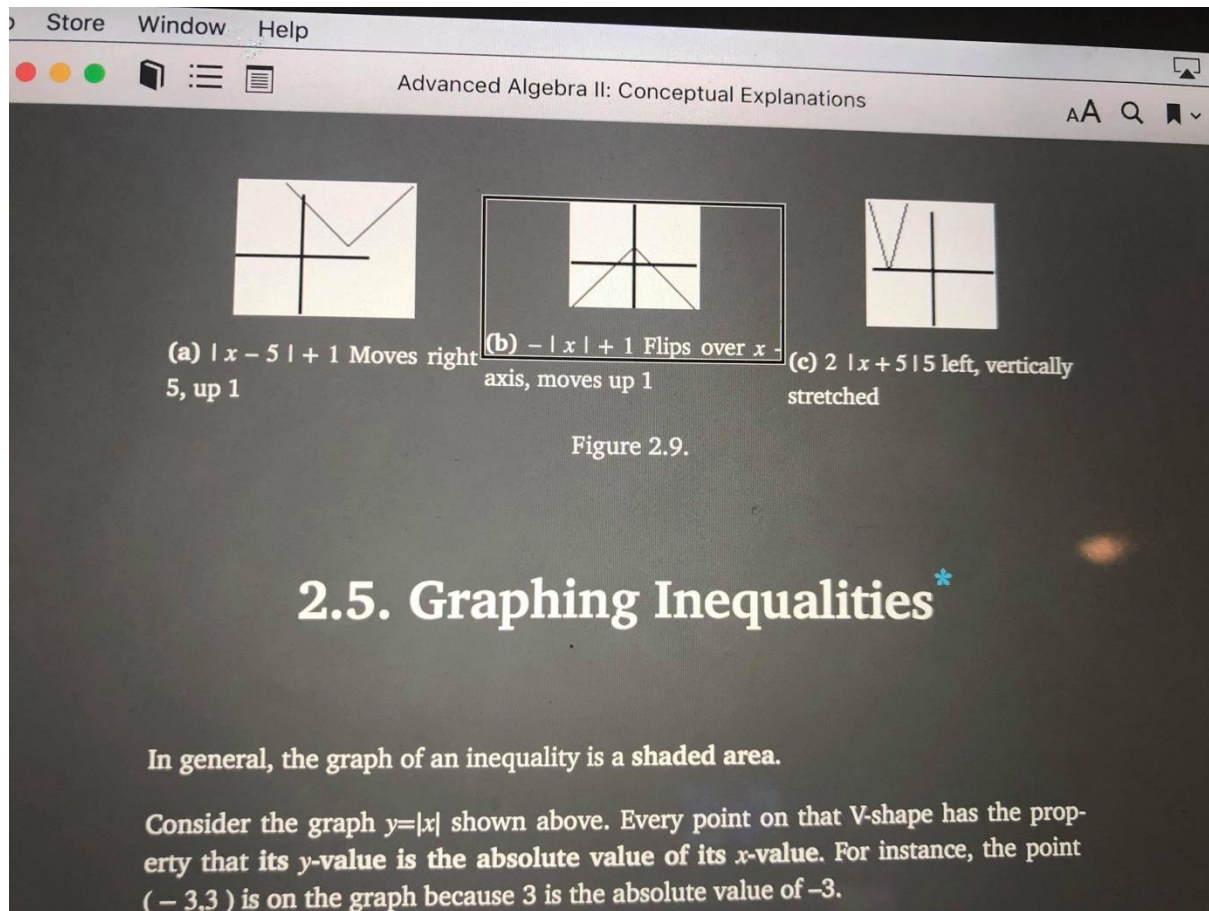 Store Window Help
Advanced Algebra II: Conceptual Explanations
AA
(a) | x – 5 | + 1 Moves right
5, up 1
(b) – | x | + 1 Flips over x -
axis, moves up 1
(c) 2 |x + 5|5 left, vertically
stretched
Figure 2.9.
2.5. Graphing Inequalities*
In general, the graph of an inequality is a shaded area.
Consider the graph y=|x| shown above. Every point on that V-shape has the prop-
erty that its y-value is the absolute value of its x-value. For instance, the point
( – 3,3 ) is on the graph because 3 is the absolute value of –3.